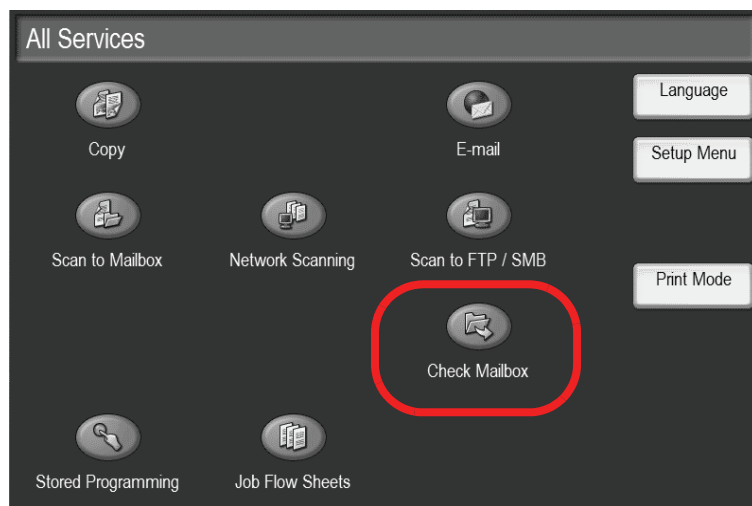 All Services
Copy
E-mail
Language
Setup Menu
Scan to Mailbox
Network Scanning
Scan to FTP / SMB
Print Mode
Check Mailbox
Stored Programming
Job Flow Sheets